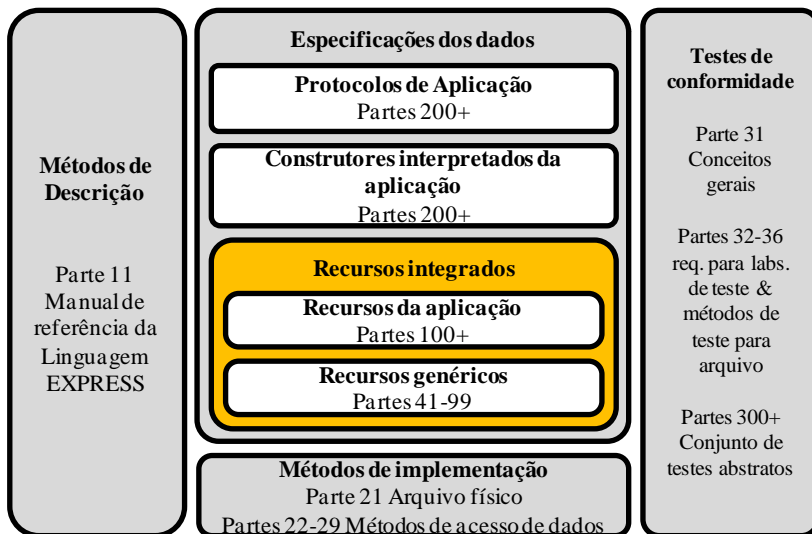 Métodos de
Descrição
Parte 11
Manual de
referência da
Linguagem
EXPRESS
Especificações dos dados
Protocolos de Aplicação
Partes 200+
Construtores interpretados da
aplicação
Partes 200+
Recursos integrados
Recursos da aplicação
Partes 100+
Recursos genéricos
Partes 41-99
Métodos de implementação
Parte 21 Arquivo físico
Partes 22-29 Métodos de acesso de dados
Testes de
conformidade
Parte 31
Conceitos
gerais
Partes 32-36
req. para labs.
de teste &
métodos de
teste para
arquivo
Partes 300+
Conjunto de
testes abstratos